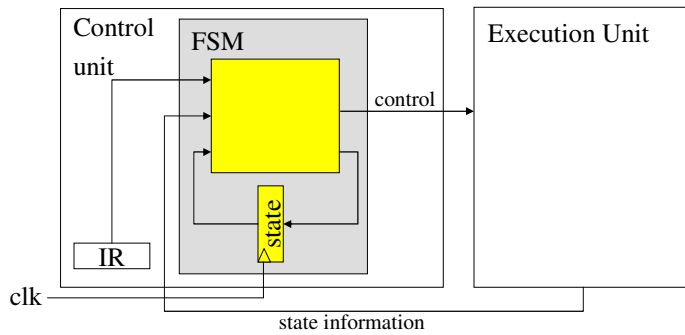 Control
unit
FSM
Execution Unit
control
state
IR
clk
state information